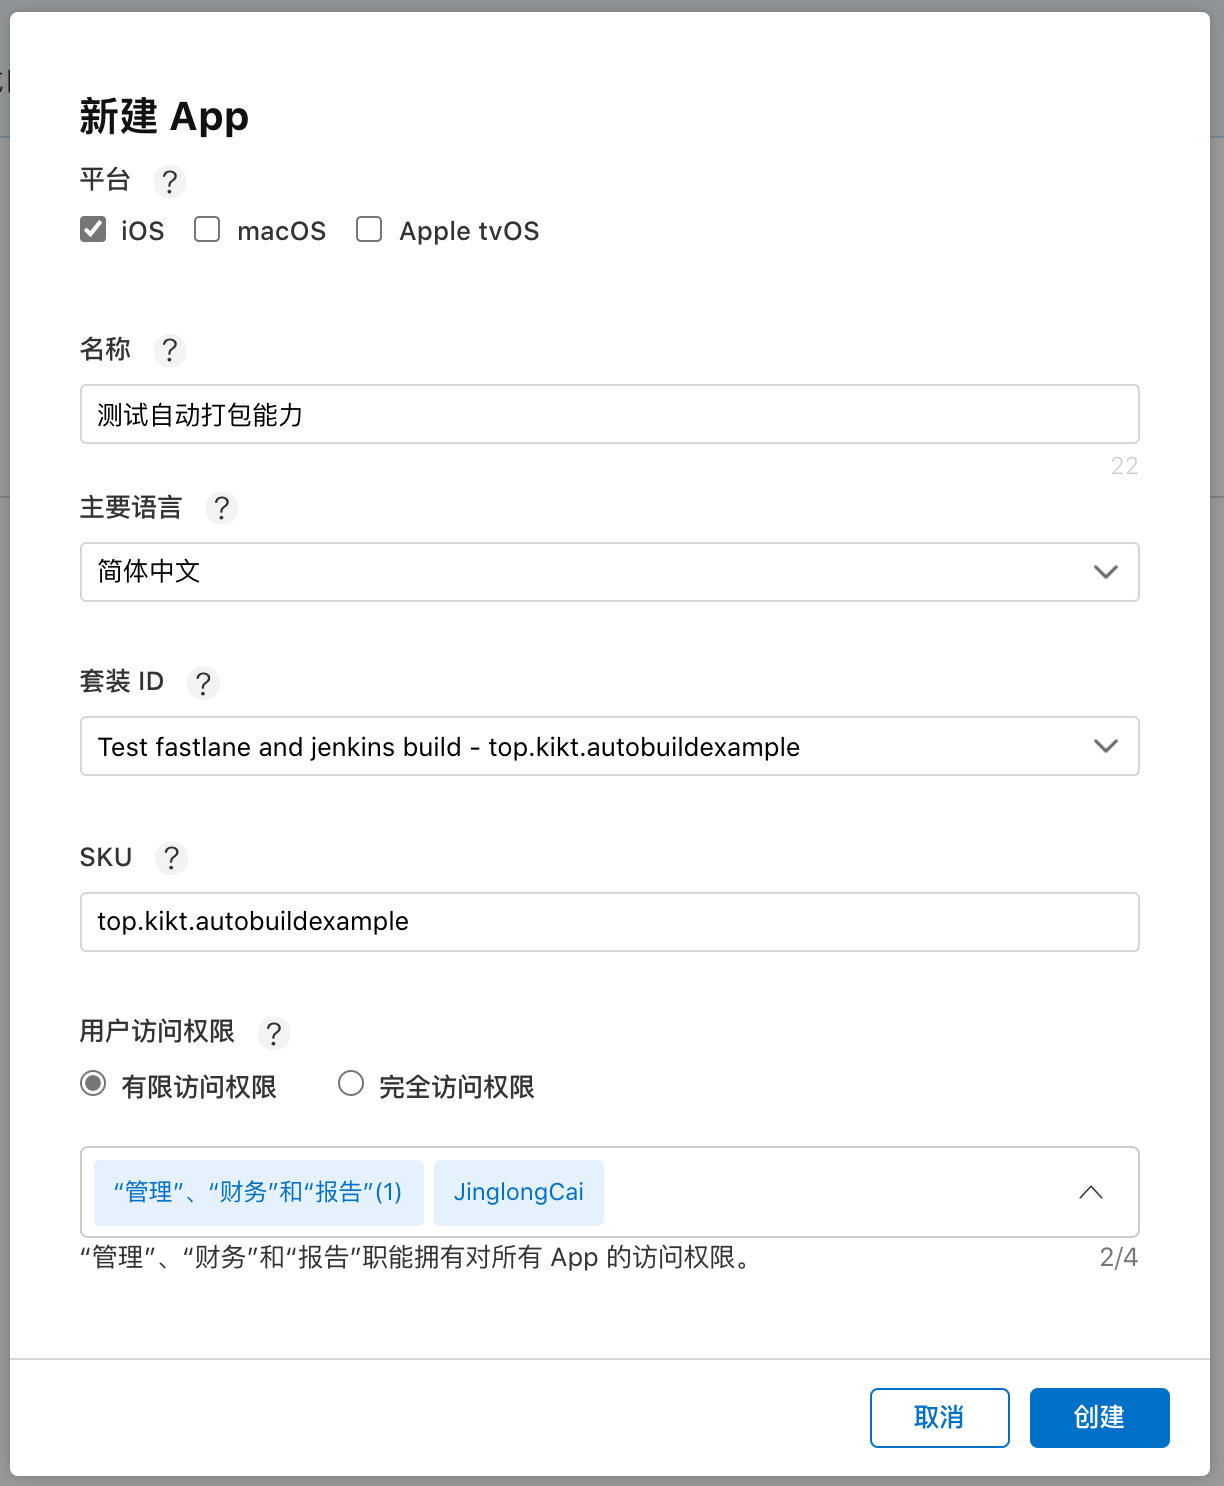 新建 App
平台 ?
iOS macOS Apple tvOS
名称 ?
测试自动打包能力
22
主要语言 ?
简体中文
套装 ID ?
Test fastlane and jenkins build - top.kikt.autobuildexample
SKU ?
top.kikt.autobuildexample
用户访问权限 ?
有限访问权限 完全访问权限
“管理”、“财务”和“报告”(1) JinglongCai
“管理”、“财务”和“报告”职能拥有对所有 App 的访问权限。 2/4
取消 创建